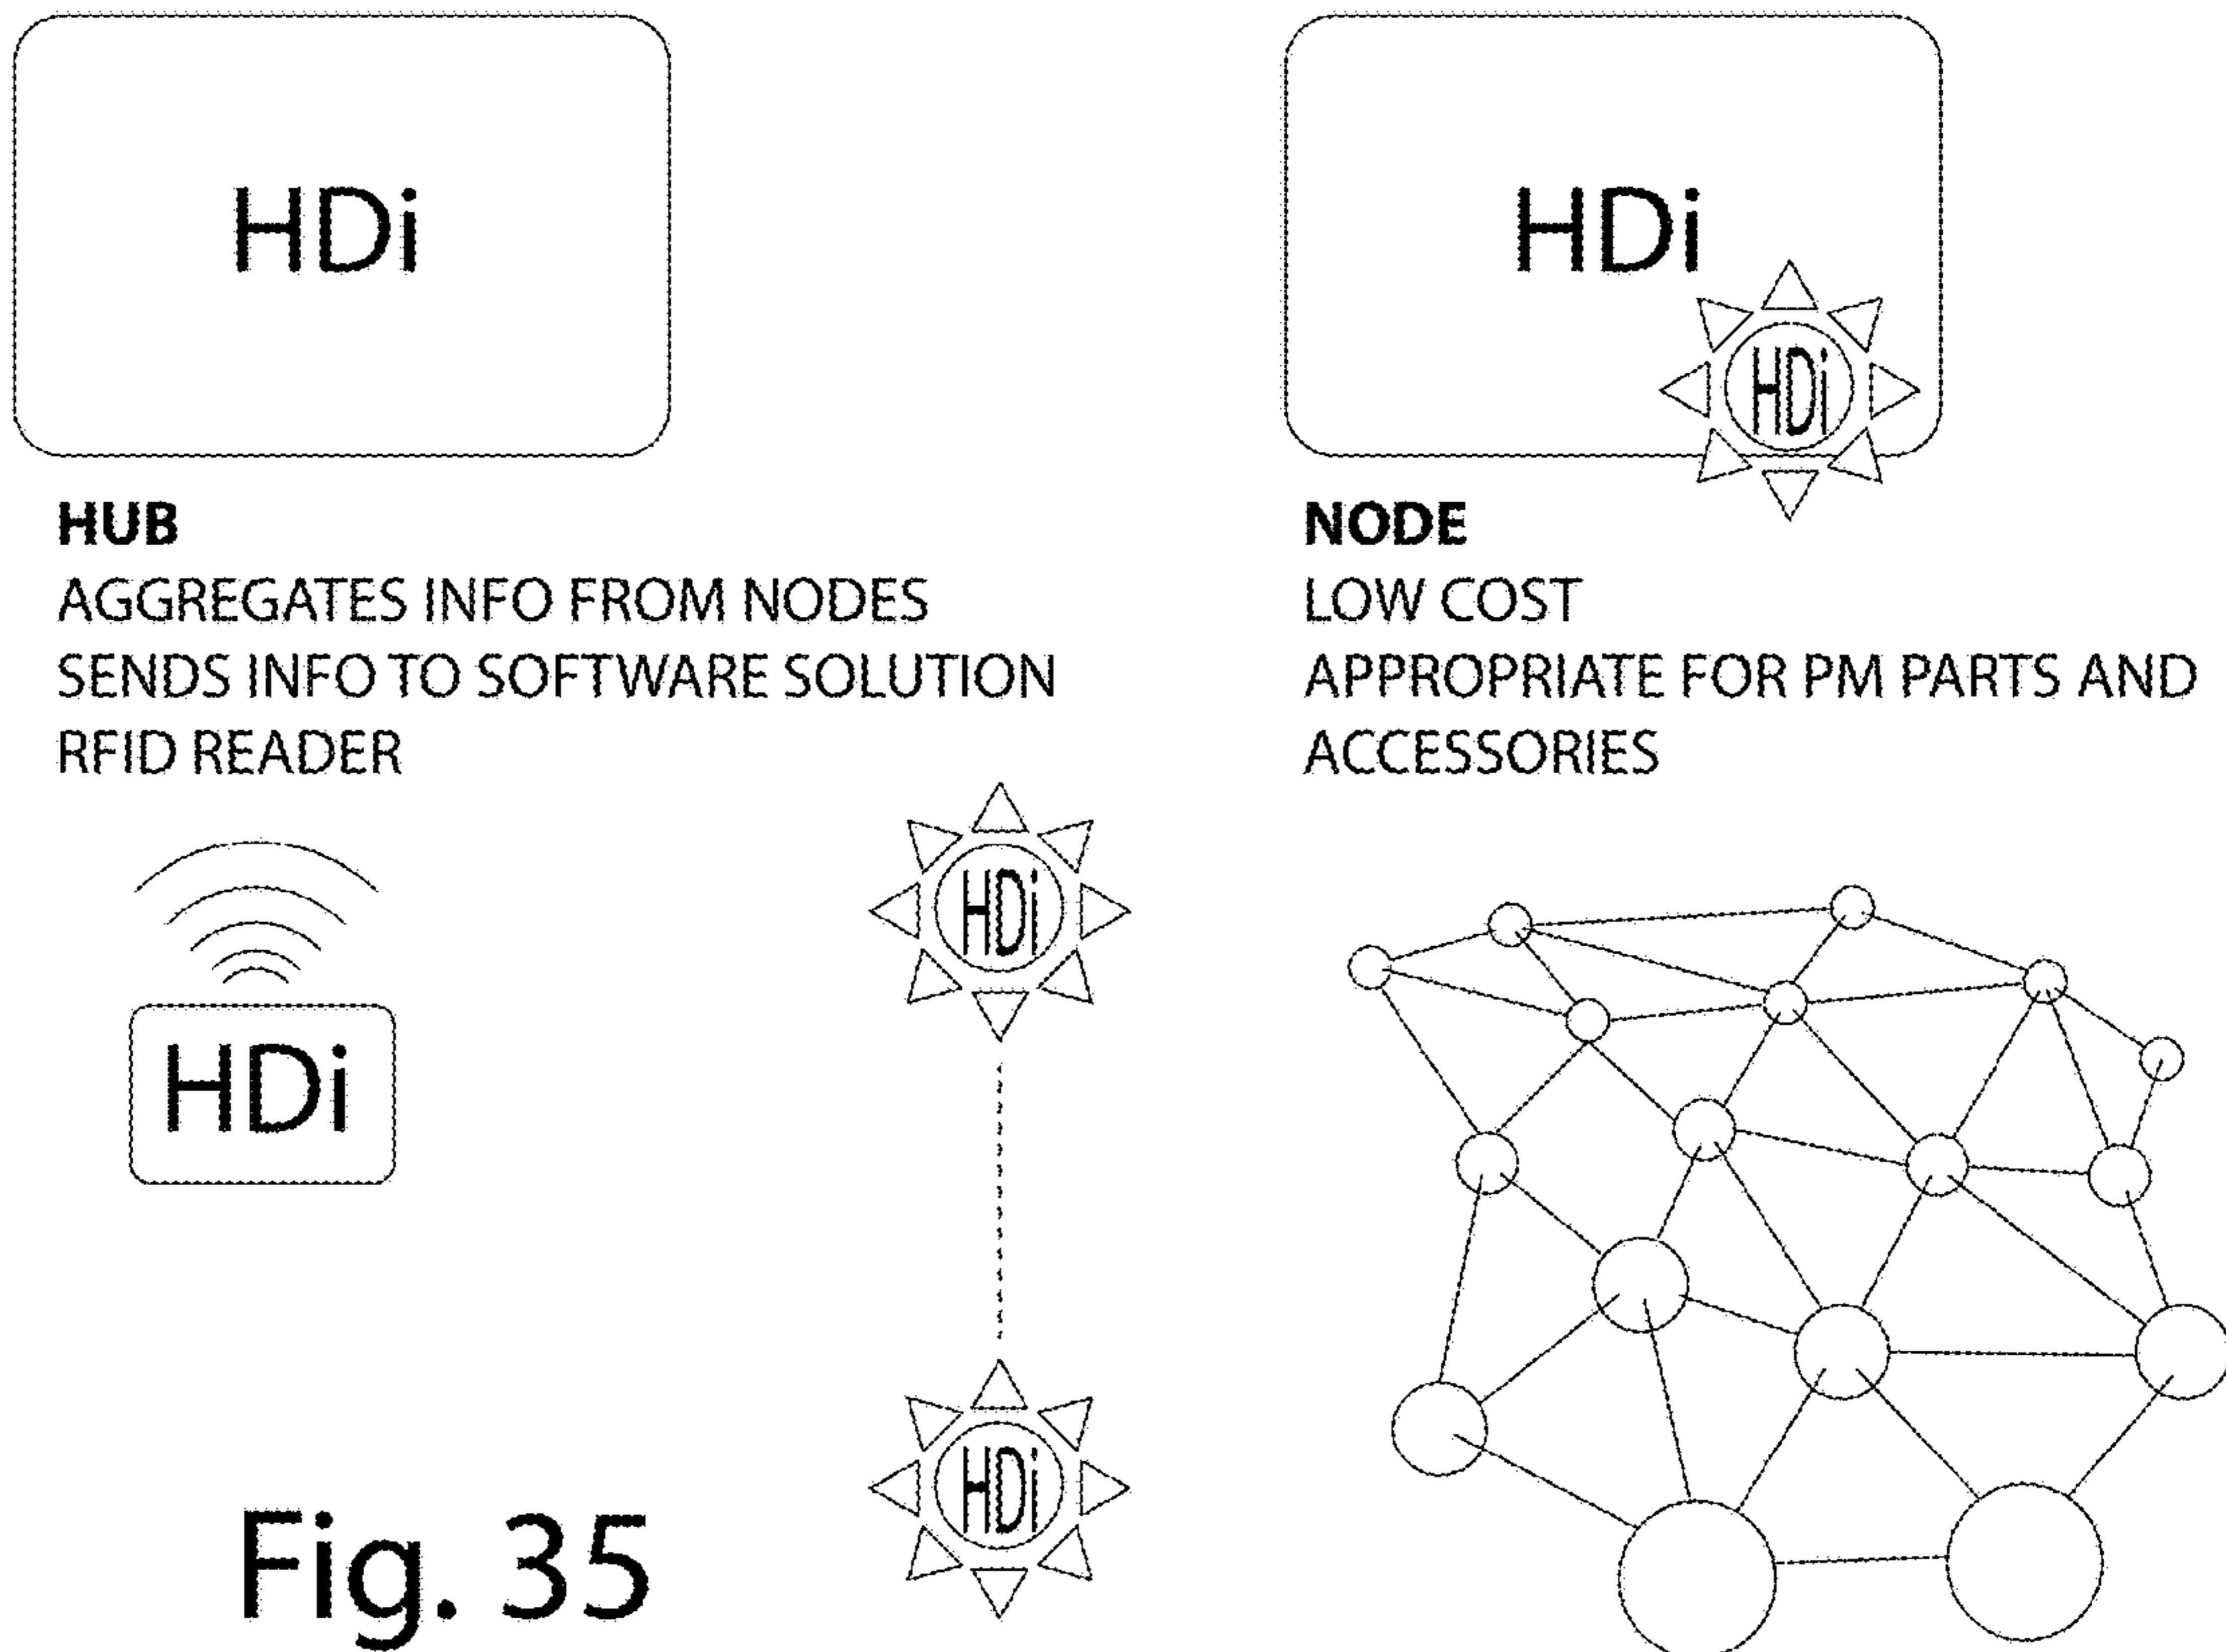 HDi
HUB
AGGREGATES INFO FROM NODES
SENDS INFO TO SOFTWARE SOLUTION
RFID READER
HDi
HDi
NODE
LOW COST
APPROPRIATE FOR PM PARTS AND
ACCESSORIES
HDi
HDi
HDi
Fig. 35